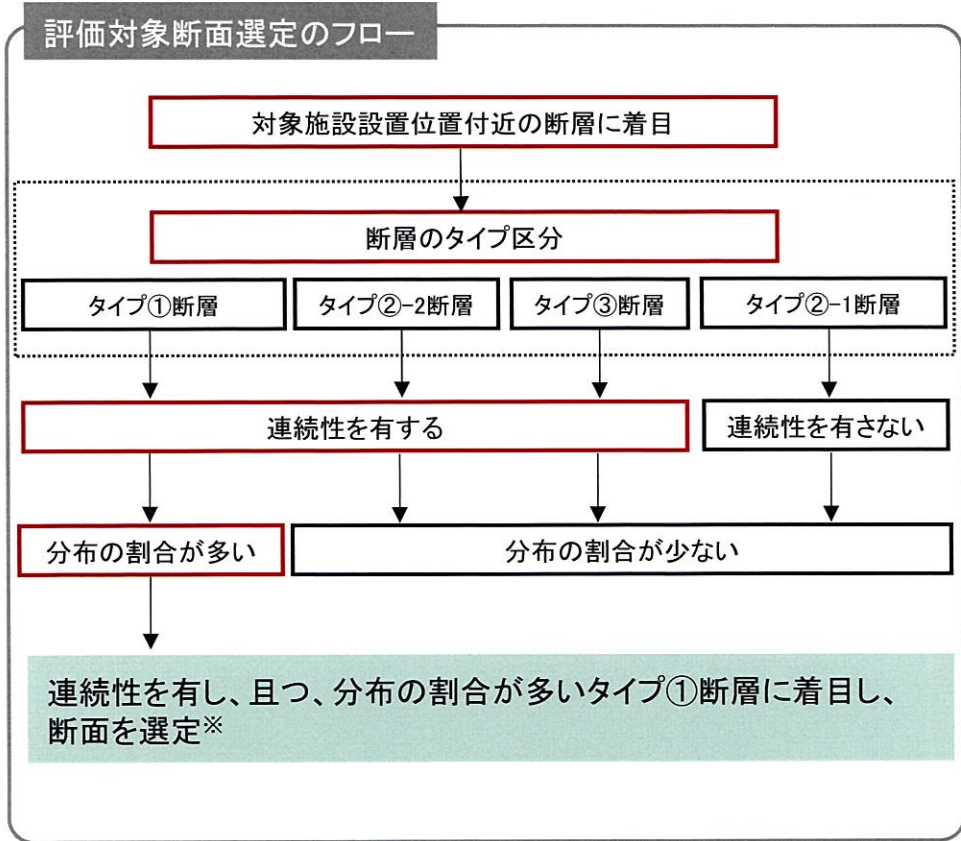 評価対象断面選定のフロー
対象施設設置位置付近の断層に着目
断層のタイプ区分
タイプ①断層
タイプ②-2断層
タイプ③断層
タイプ②-1断層
連続性を有する
連続性を有さない
分布の割合が多い
分布の割合が少ない
連続性を有し、且つ、分布の割合が多いタイプ①断層に着目し、
断面を選定※